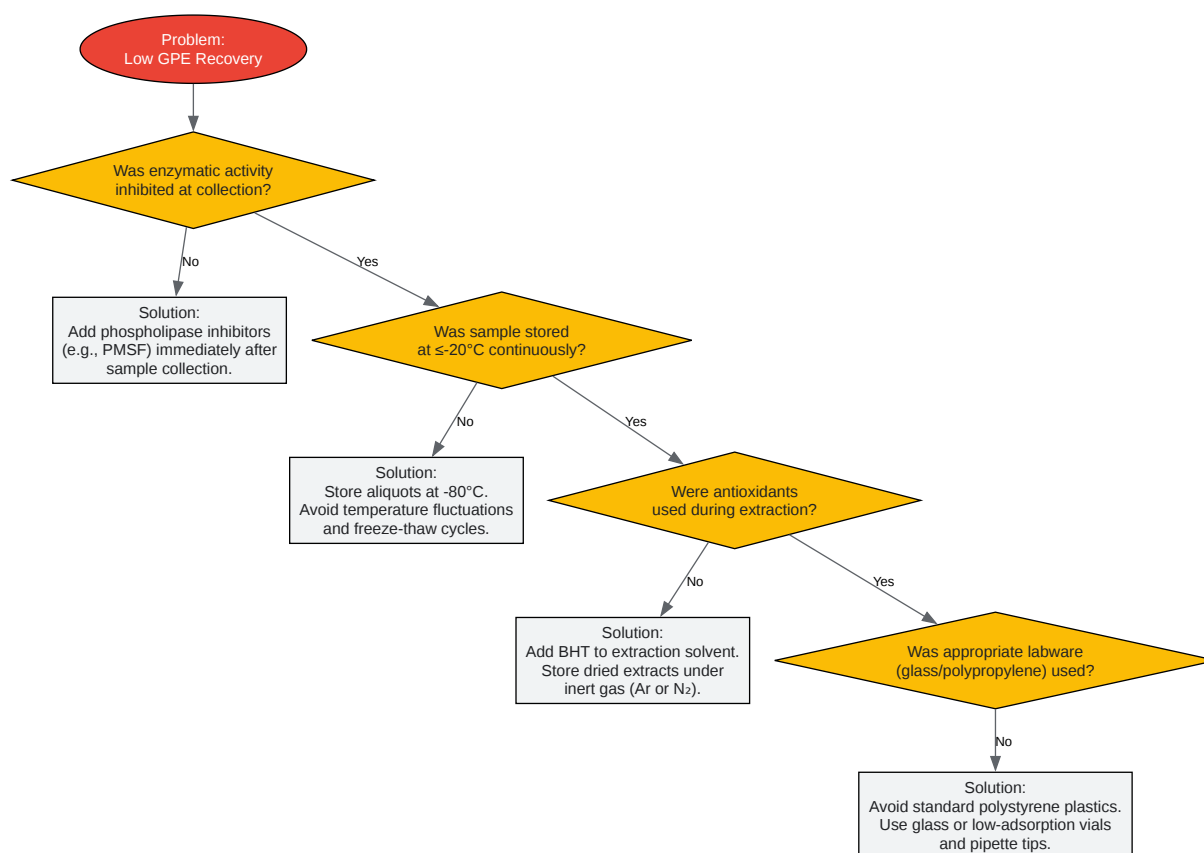 Problem:
Low GPE Recovery
Was enzymatic activity
inhibited at collection?
No
Yes
Solution:
Add phospholipase inhibitors
(e.g., PMSF) immediately after
sample collection.
Was sample stored
at ≤-20°C continuously?
No
Yes
Solution:
Store aliquots at -80°C.
Avoid temperature fluctuations
and freeze-thaw cycles.
Were antioxidants
used during extraction?
No
Yes
Solution:
Add BHT to extraction solvent.
Store dried extracts under
inert gas (Ar or N₂).
Was appropriate labware
(glass/polypropylene) used?
No
Solution:
Avoid standard polystyrene plastics.
Use glass or low-adsorption vials
and pipette tips.